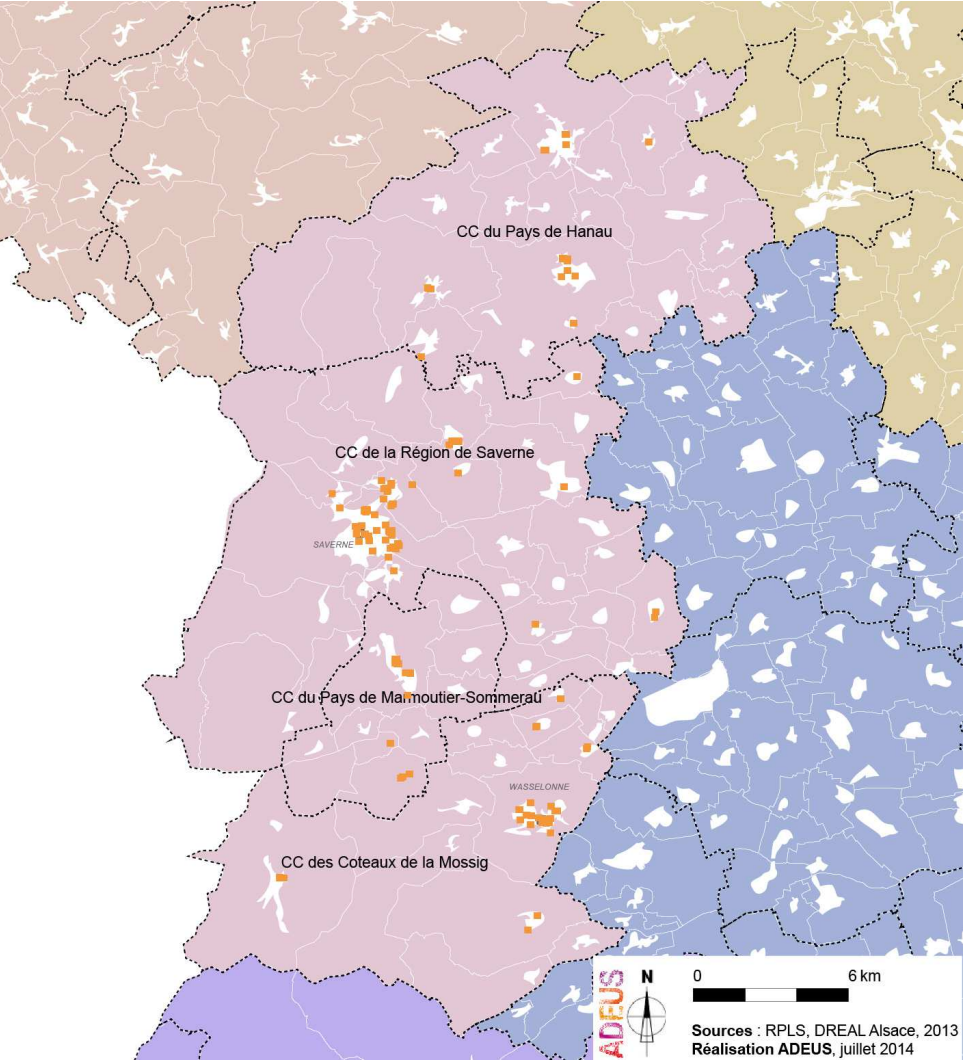 CC du Pays de Hanau
CC de la Région de Saverne
SAVERNE
CC du Pays de Marmoutier-Sommerau
WASSELONNE
CC des Coteaux de la Mossig
ADEUS
N
0 6 km
Sources : RPLS, DREAL Alsace, 2013
Réalisation ADEUS, juillet 2014